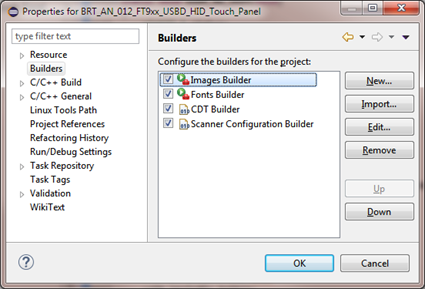 Properties for BRT_AN_012_FT9xx_USBD_HID_Touch_Panel
type filter text
Resource
Builders
C/C++ Build
C/C++ General
Linux Tools Path
Project References
Refactoring History
Run/Debug Settings
Task Repository
Task Tags
Validation
WikiText
Builders
Configure the builders for the project:
Images Builder
Fonts Builder
CDT Builder
Scanner Configuration Builder
New...
Import...
Edit...
Remove
Up
Down
OK
Cancel